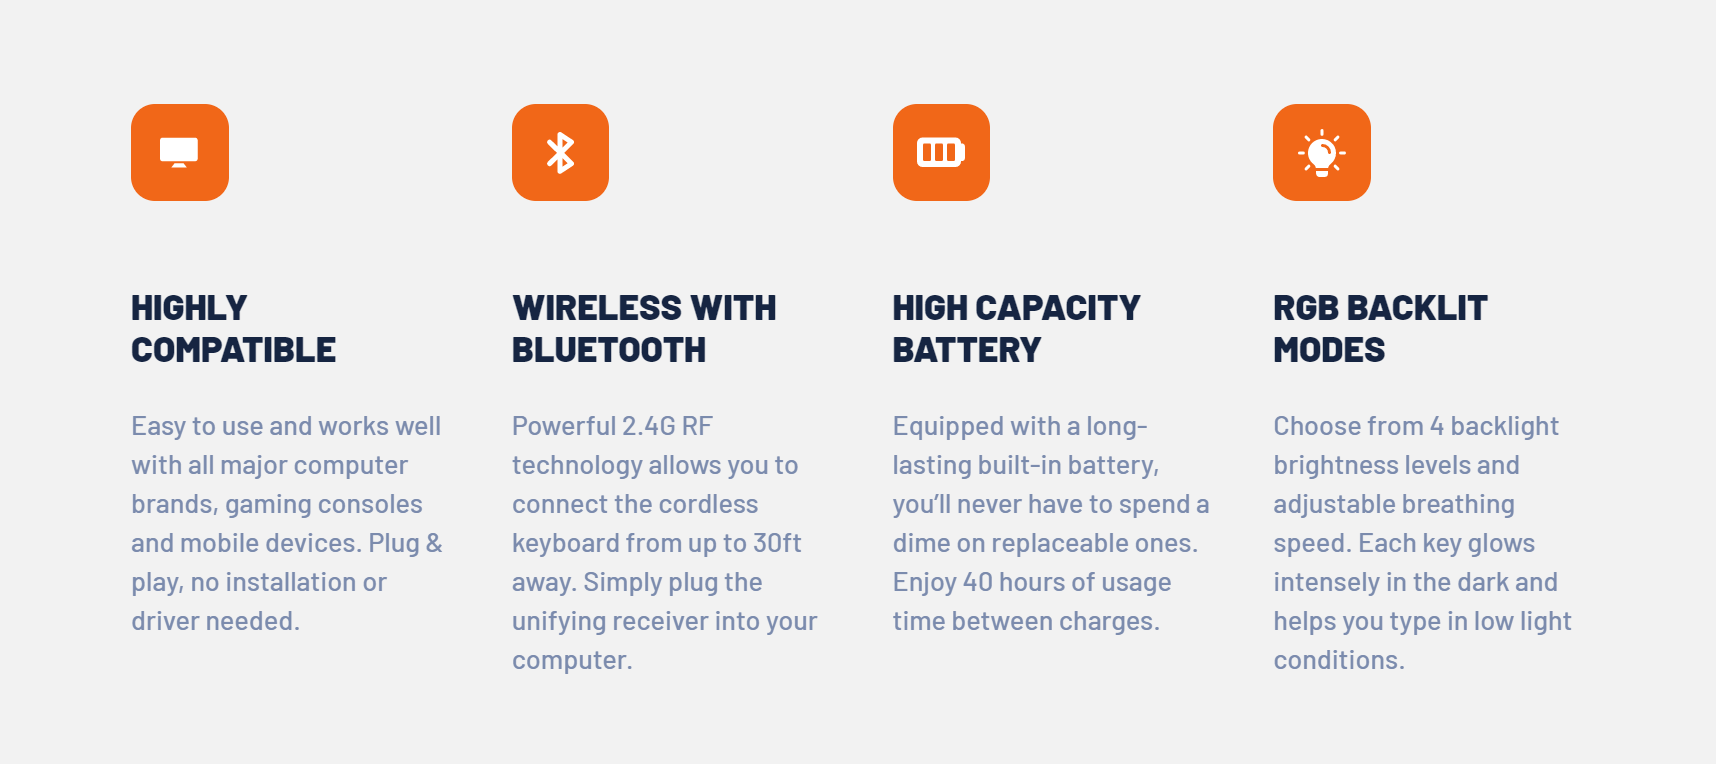 HIGHLY
COMPATIBLE
Easy to use and works well
with all major computer
brands, gaming consoles
and mobile devices. Plug &
play, no installation or
driver needed.
WIRELESS WITH
BLUETOOTH
Powerful 2.4G RF
technology allows you to
connect the cordless
keyboard from up to 30ft
away. Simply plug the
unifying receiver into your
computer.
HIGH CAPACITY
BATTERY
Equipped with a long-
lasting built-in battery,
you’ll never have to spend a
dime on replaceable ones.
Enjoy 40 hours of usage
time between charges.
RGB BACKLIT
MODES
Choose from 4 backlight
brightness levels and
adjustable breathing
speed. Each key glows
intensely in the dark and
helps you type in low light
conditions.